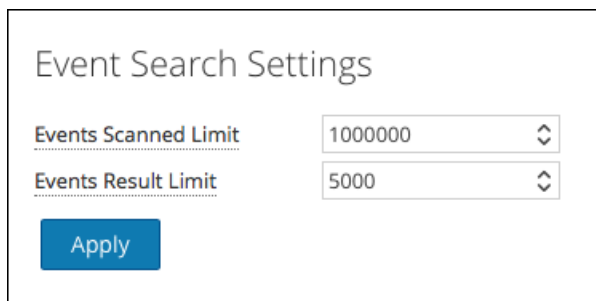 Event Search Settings
Events Scanned Limit 1000000
Events Result Limit 5000
Apply